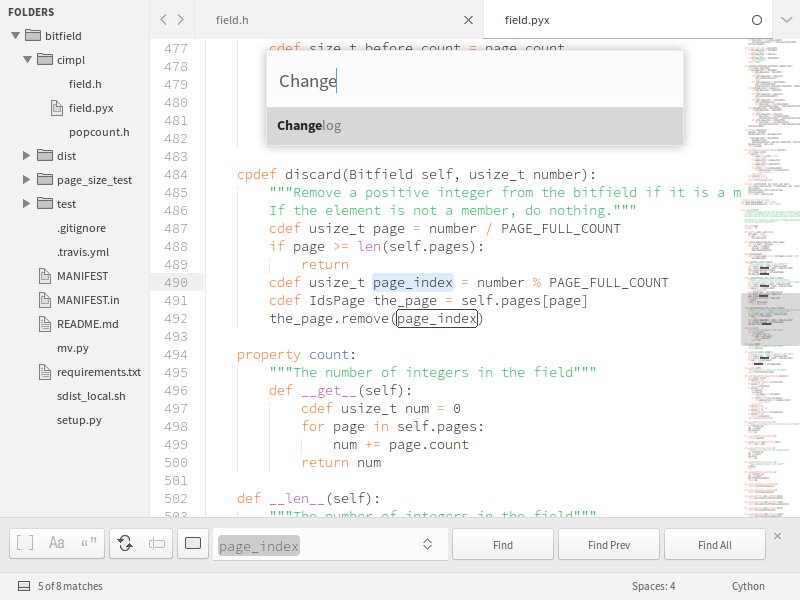 FOLDERS
bitfield
cimpl
field.h
field.pyx
popcount.h
dist
page_size_test
test
.gitignore
.travis.yml
MANIFEST
MANIFEST.in
README.md
mv.py
requirements.txt
sdist_local.sh
setup.py
field.h
field.pyx
Change
Changelog
477 cdef size_t before_count = page.count
478
479
480
481
482
483
484 cpdef discard(Bitfield self, usize_t number):
485 """Remove a positive integer from the bitfield if it is a m
486 If the element is not a member, do nothing."""
487 cdef usize_t page = number / PAGE_FULL_COUNT
488 if page >= len(self.pages):
489 return
490 cdef usize_t page_index = number % PAGE_FULL_COUNT
491 cdef IdsPage the_page = self.pages[page]
492 the_page.remove(page_index)
493
494 property count:
495 """The number of integers in the field"""
496 def __get__(self):
497 cdef usize_t num = 0
498 for page in self.pages:
499 num += page.count
500 return num
501
502 def __len__(self):
503 """The number of integers in the field"""
[ ] Aa “ ”
page_index
Find
Find Prev
Find All
5 of 8 matches
Spaces: 4
Cython